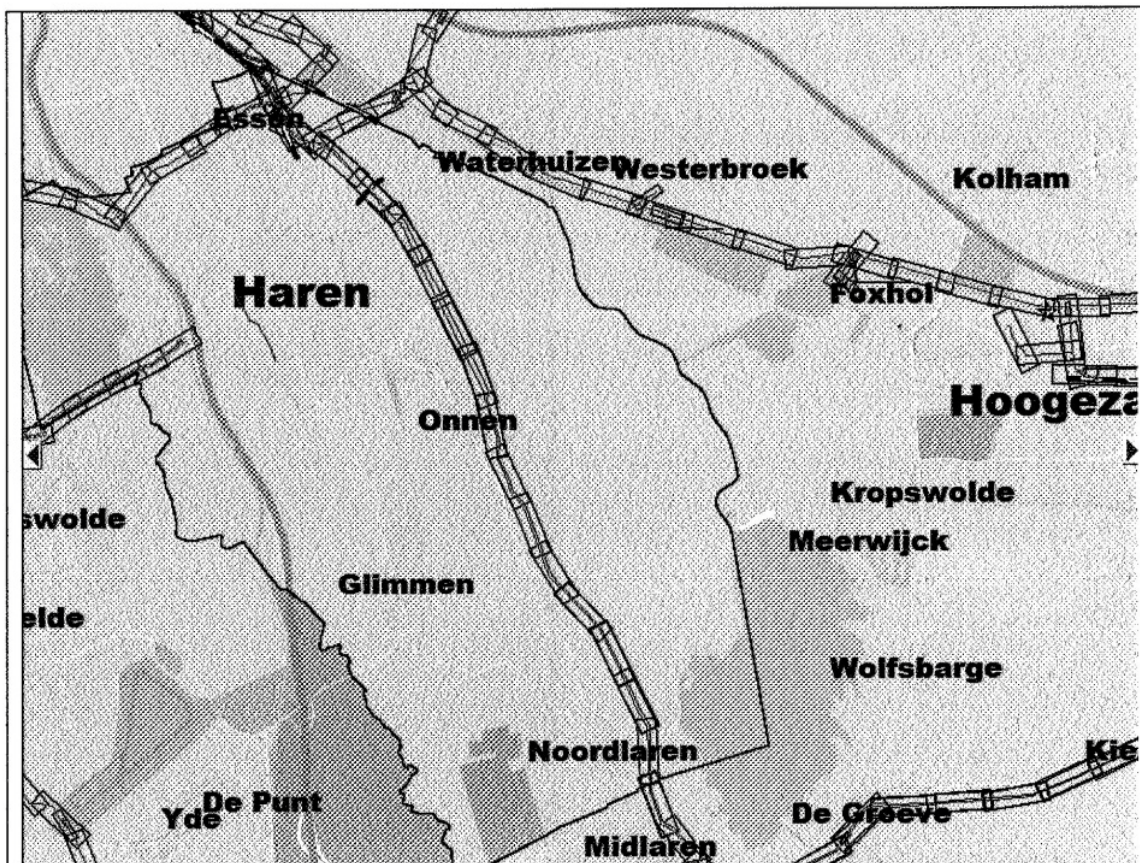 Essen
Waterhuizen
Westerbroek
Kolham
Haren
Foxhol
Hoogeza
Onnen
Kropswolde
swolde
Meerwijck
Glimmen
elde
Wolfsbarge
Noordlaren
Kie
De Punt
Yde
De Groeve
Midlaren